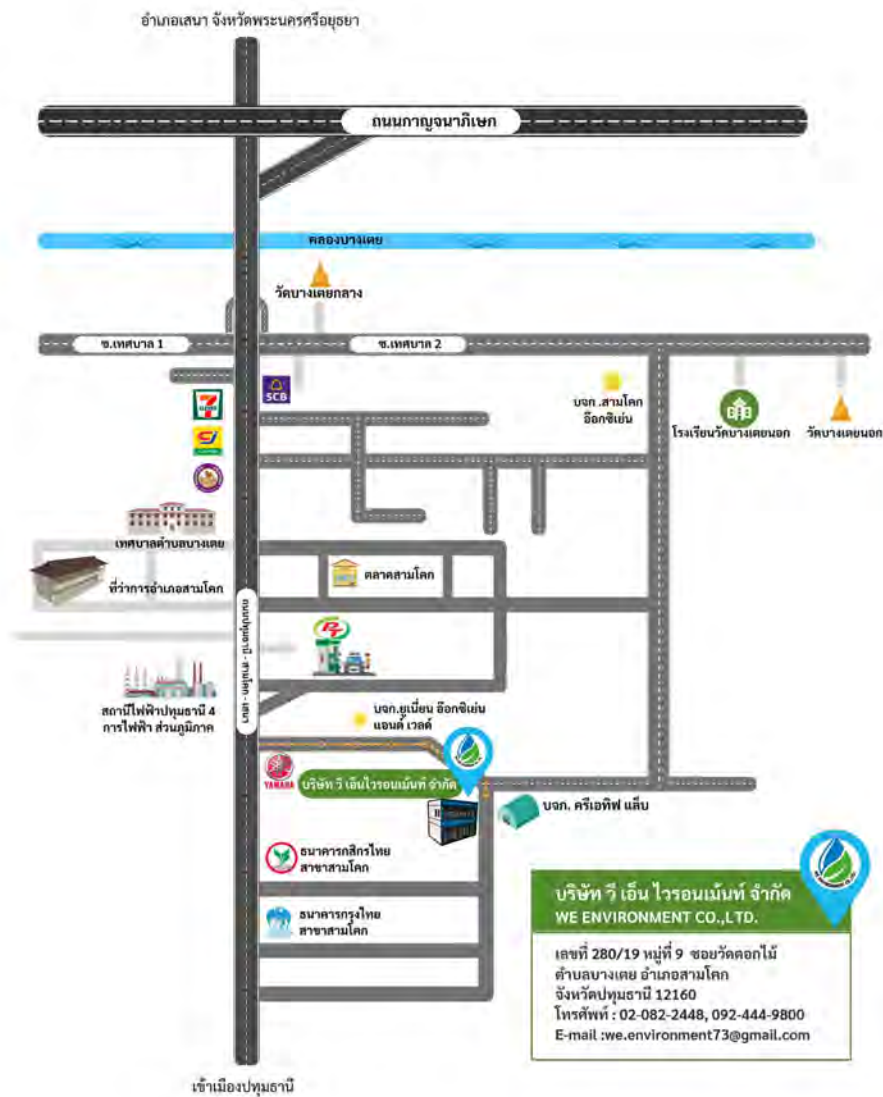 อำเภอเสนา จังหวัดพระนครศรีอยุธยา
ถนนกาญจนาภิเษก
คลองบางเตย
วัดบางเตยกลาง
ซ.เทศบาล 1
ซ.เทศบาล 2
SCB
บจก .สามโคก
อ๊อกซิเย่น
โรงเรียนวัดบางเตยนอก
วัดบางเตยนอก
เทศบาลตำบลบางเตย
ที่ว่าการอำเภอสามโคก
ตลาดสามโคก
ถนนปทุมธานี - สามโคก - เสนา
PT
สถานีไฟฟ้าปทุมธานี 4
การไฟฟ้า ส่วนภูมิภาค
บจก.ยูเนี่ยน อ๊อกซิเย่น
แอนด์ เวลด์
YAMAHA
บริษัท วี เอ็นไวรอนเม้นท์ จำกัด
บจก. ครีเอทิฟ แล็บ
ธนาคารกสิกรไทย
สาขาสามโคก
ธนาคารกรุงไทย
สาขาสามโคก
บริษัท วี เอ็น ไวรอนเม้นท์ จำกัด
WE ENVIRONMENT CO.,LTD.
เลขที่ 280/19 หมู่ที่ 9 ซอยวัดดอกไม้
ตำบลบางเตย อำเภอสามโคก
จังหวัดปทุมธานี 12160
โทรศัพท์ : 02-082-2448, 092-444-9800
E-mail :we.environment73@gmail.com
เข้าเมืองปทุมธานี